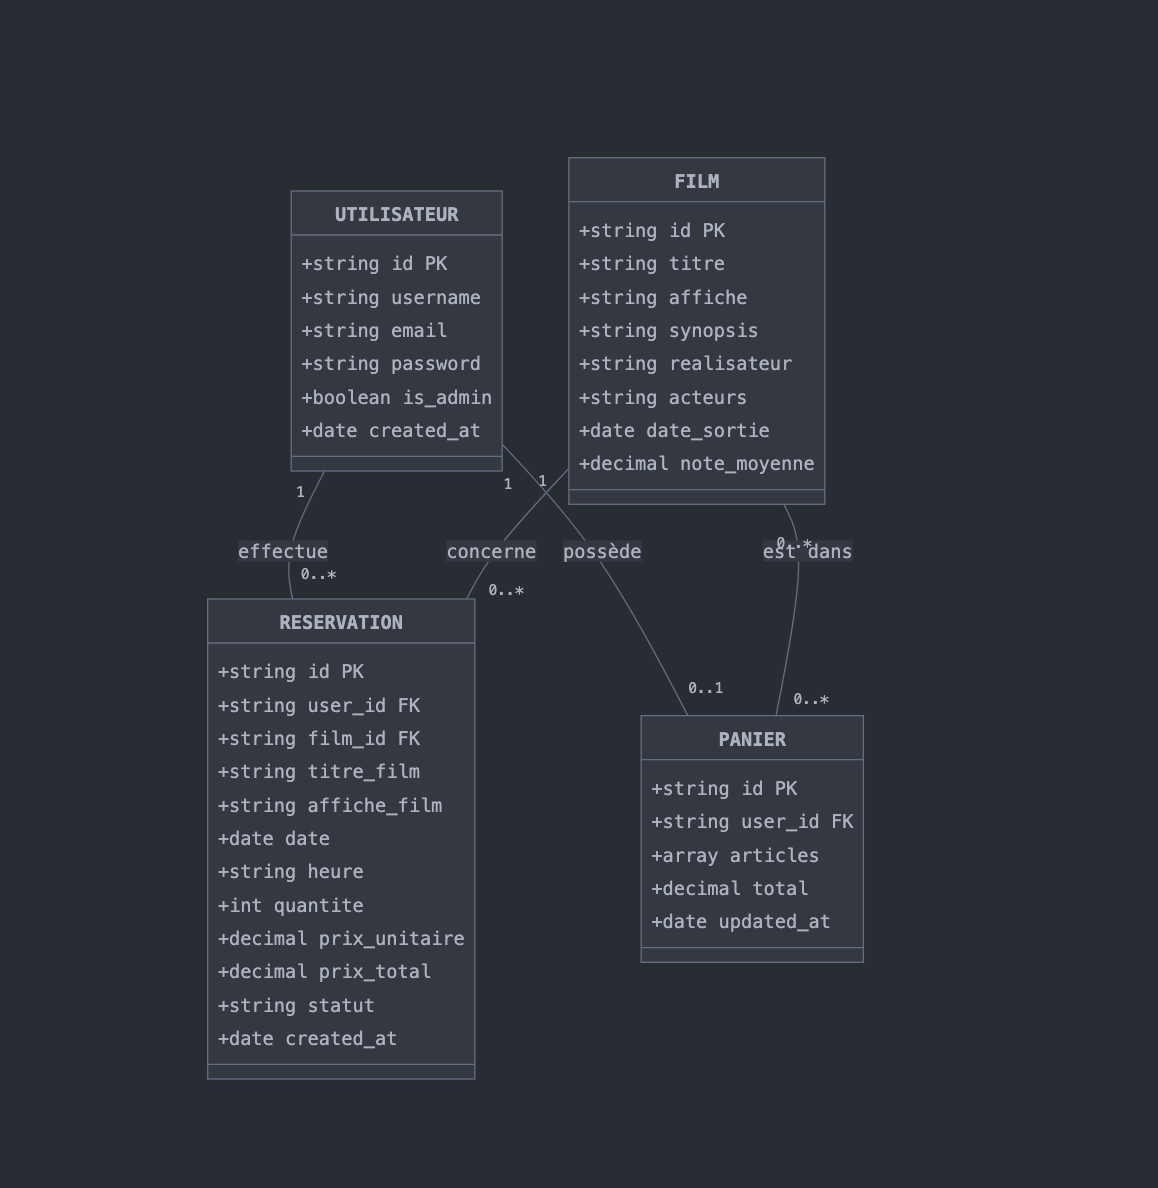 UTILISATEUR
+string id PK
+string username
+string email
+string password
+boolean is_admin
+date created_at
FILM
+string id PK
+string titre
+string affiche
+string synopsis
+string realisateur
+string acteurs
+date date_sortie
+decimal note_moyenne
1
1
1
effectue
concerne
possède
est dans
0..*
0..*
0..*
0..1
0..*
RESERVATION
+string id PK
+string user_id FK
+string film_id FK
+string titre_film
+string affiche_film
+date date
+string heure
+int quantite
+decimal prix_unitaire
+decimal prix_total
+string statut
+date created_at
PANIER
+string id PK
+string user_id FK
+array articles
+decimal total
+date updated_at